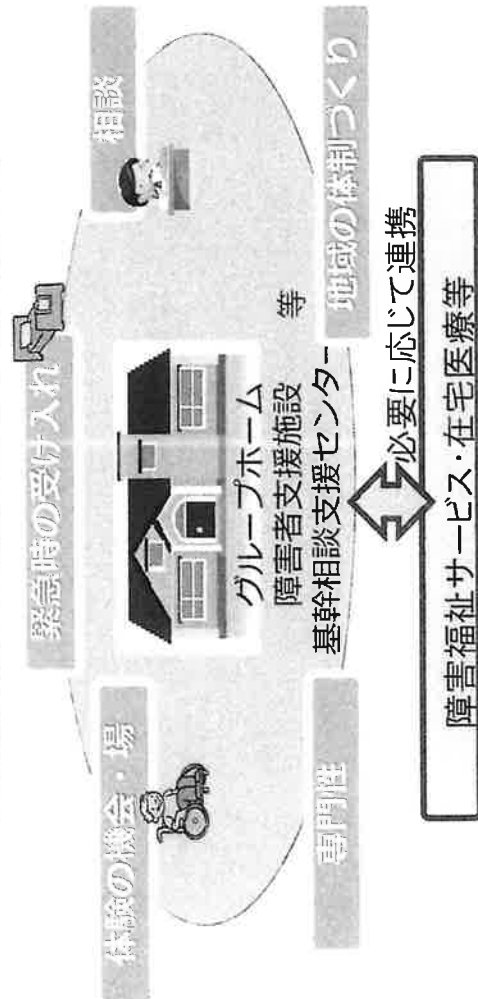 緊急時の受け入れ
体験の機会・場
相談
グループホーム
障害者支援施設
基幹相談支援センター
等
専門性
地域の体制づくり
必要に応じて連携
障害福祉サービス・在宅医療等